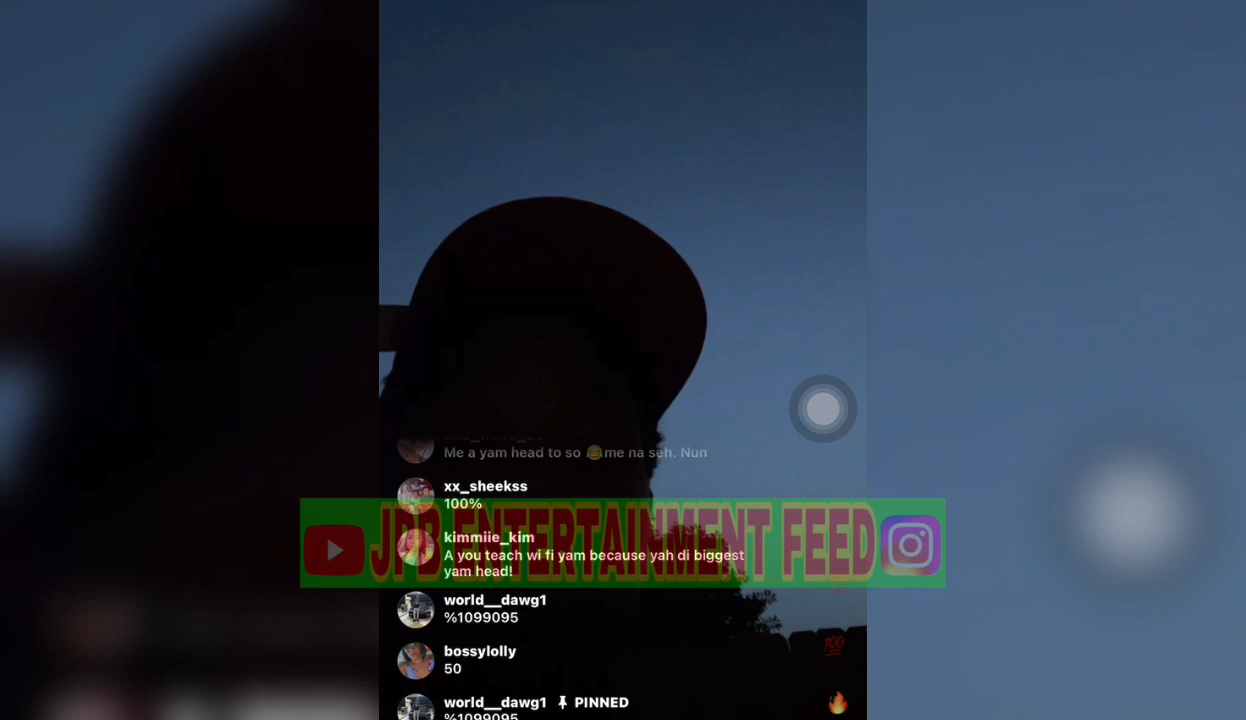 Me a yam head to so 😂 me na seh. Nun
xx_sheekss
100%
kimmiie_kim
A you teach wi fi yam because yah di biggest
yam head!
JPB ENTERTAINMENT FEED
world__dawg1
%1099095
bossylolly
50
world__dawg1 PINNED
%1099095